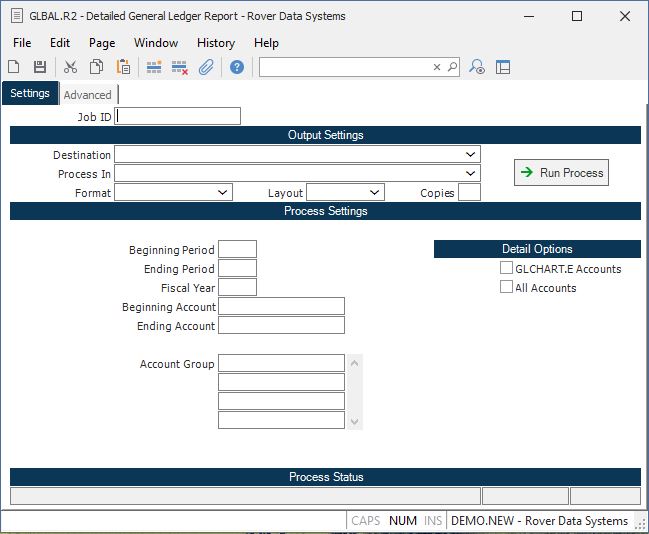 GLBAL.R2 - Detailed General Ledger Report - Rover Data Systems
File Edit Page Window History Help
Settings Advanced
Job ID
Output Settings
Destination
Process In
Run Process
Format Layout Copies
Process Settings
Beginning Period
Detail Options
Ending Period
GLCHART.E Accounts
Fiscal Year
All Accounts
Beginning Account
Ending Account
Account Group
Process Status
CAPS NUM INS DEMO.NEW - Rover Data Systems